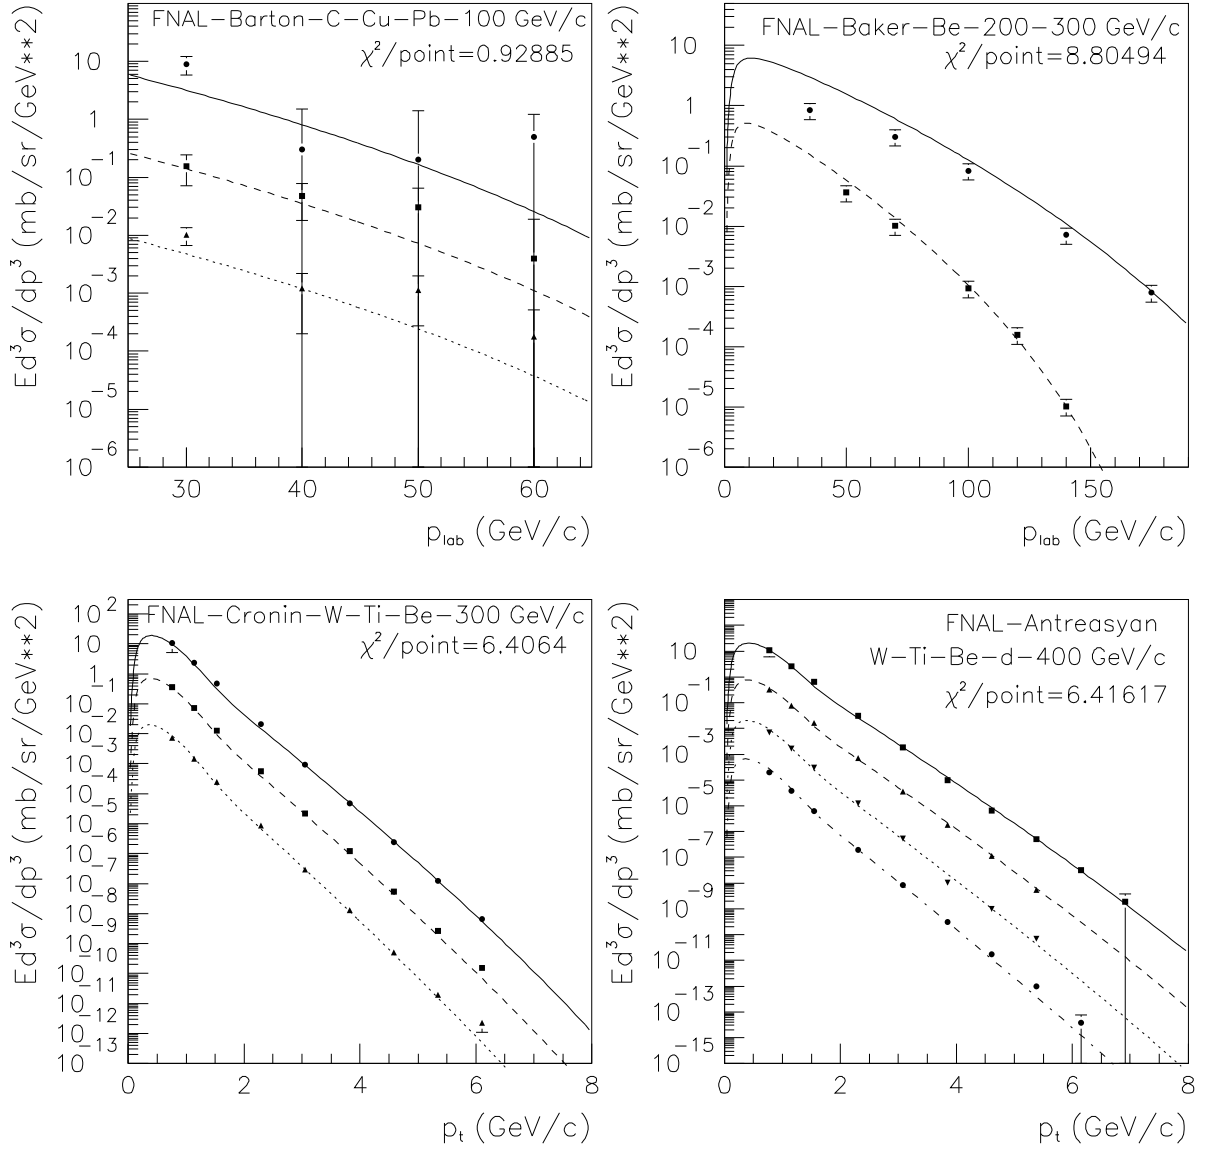 FNAL-Barton-C-Cu-Pb-100 GeV/c
χ²/point=0.92885
Ed³σ/dp³ (mb/sr/GeV**2)
10
1
10⁻¹
10⁻²
10⁻³
10⁻⁴
10⁻⁵
10⁻⁶
30 40 50 60
p_lab (GeV/c)
FNAL-Baker-Be-200-300 GeV/c
χ²/point=8.80494
Ed³σ/dp³ (mb/sr/GeV**2)
10
1
10⁻¹
10⁻²
10⁻³
10⁻⁴
10⁻⁵
10⁻⁶
0 50 100 150
p_lab (GeV/c)
FNAL-Cronin-W-Ti-Be-300 GeV/c
χ²/point=6.4064
Ed³σ/dp³ (mb/sr/GeV**2)
10²
10
1
10⁻¹
10⁻²
10⁻³
10⁻⁴
10⁻⁵
10⁻⁶
10⁻⁷
10⁻⁸
10⁻⁹
10⁻¹⁰
10⁻¹¹
10⁻¹²
10⁻¹³
0 2 4 6 8
p_t (GeV/c)
FNAL-Antreasyan
W-Ti-Be-d-400 GeV/c
χ²/point=6.41617
Ed³σ/dp³ (mb/sr/GeV**2)
10
10⁻¹
10⁻³
10⁻⁵
10⁻⁷
10⁻⁹
10⁻¹¹
10⁻¹³
10⁻¹⁵
0 2 4 6 8
p_t (GeV/c)